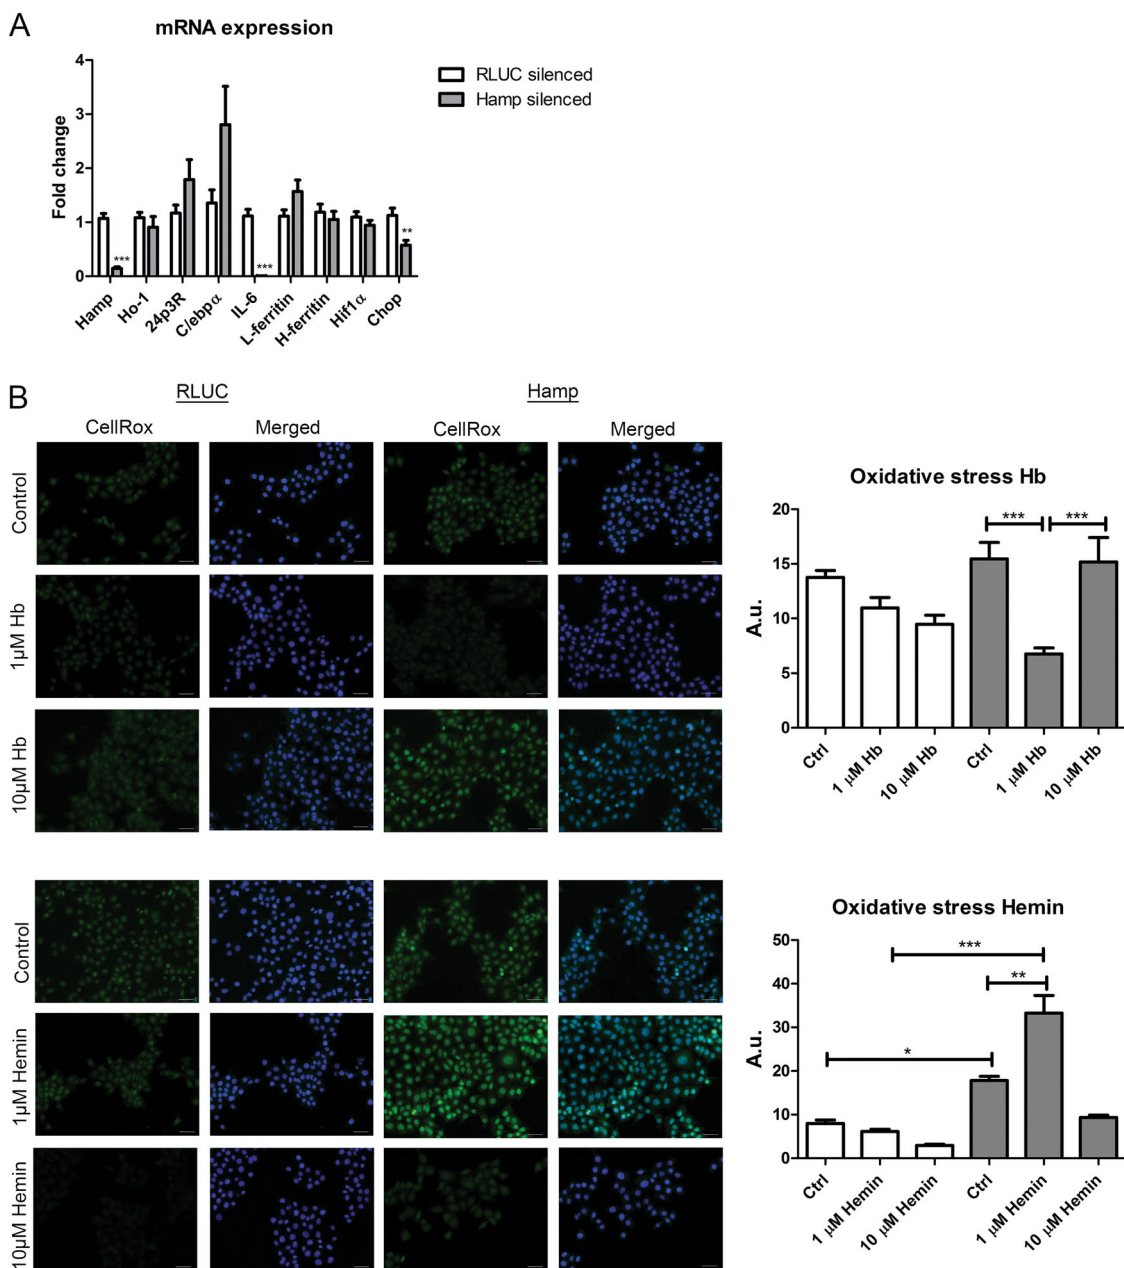 A
mRNA expression
Fold change
4
3
2
1
0
RLUC silenced
Hamp silenced
***
***
**
Hamp
Ho-1
24p3R
C/ebpα
IL-6
L-ferritin
H-ferritin
Hif1α
Chop
B
RLUC
Hamp
CellRox
Merged
CellRox
Merged
Control
1μM Hb
10μM Hb
Control
1μM Hemin
10μM Hemin
Oxidative stress Hb
A.u.
20
15
10
5
0
***
***
Ctrl
1 μM Hb
10 μM Hb
Ctrl
1 μM Hb
10 μM Hb
Oxidative stress Hemin
A.u.
50
40
30
20
10
0
***
**
*
Ctrl
1 μM Hemin
10 μM Hemin
Ctrl
1 μM Hemin
10 μM Hemin